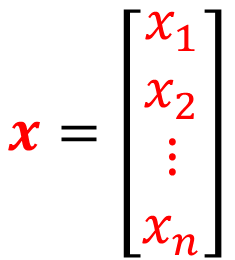 x₁
x₂
𝒙 = ⋮
xₙ